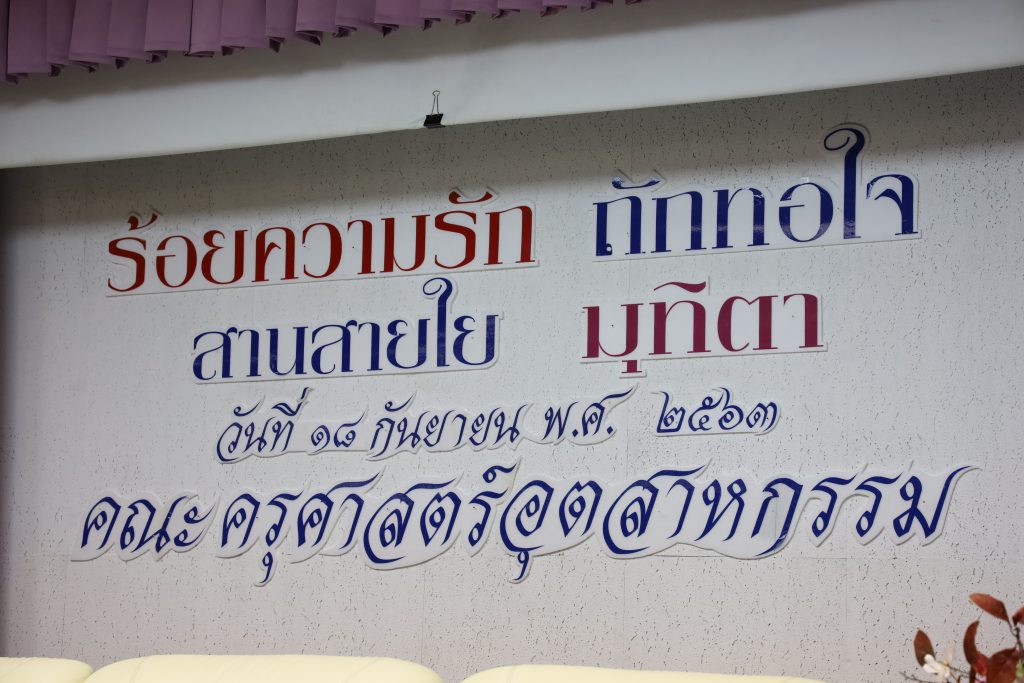 ร้อยความรัก ถักทอใจ
สานสายใย มุทิตา
วันที่ ๑๘ กันยายน พ.ศ. ๒๕๖๓
คณะครุศาสตร์อุตสาหกรรม